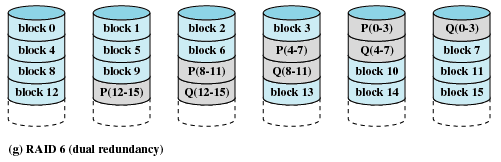 block 0 block 1 block 2 block 3 P(0-3) Q(0-3)
block 4 block 5 block 6 P(4-7) Q(4-7) block 7
block 8 block 9 P(8-11) Q(8-11) block 10 block 11
block 12 P(12-15) Q(12-15) block 13 block 14 block 15
(g) RAID 6 (dual redundancy)